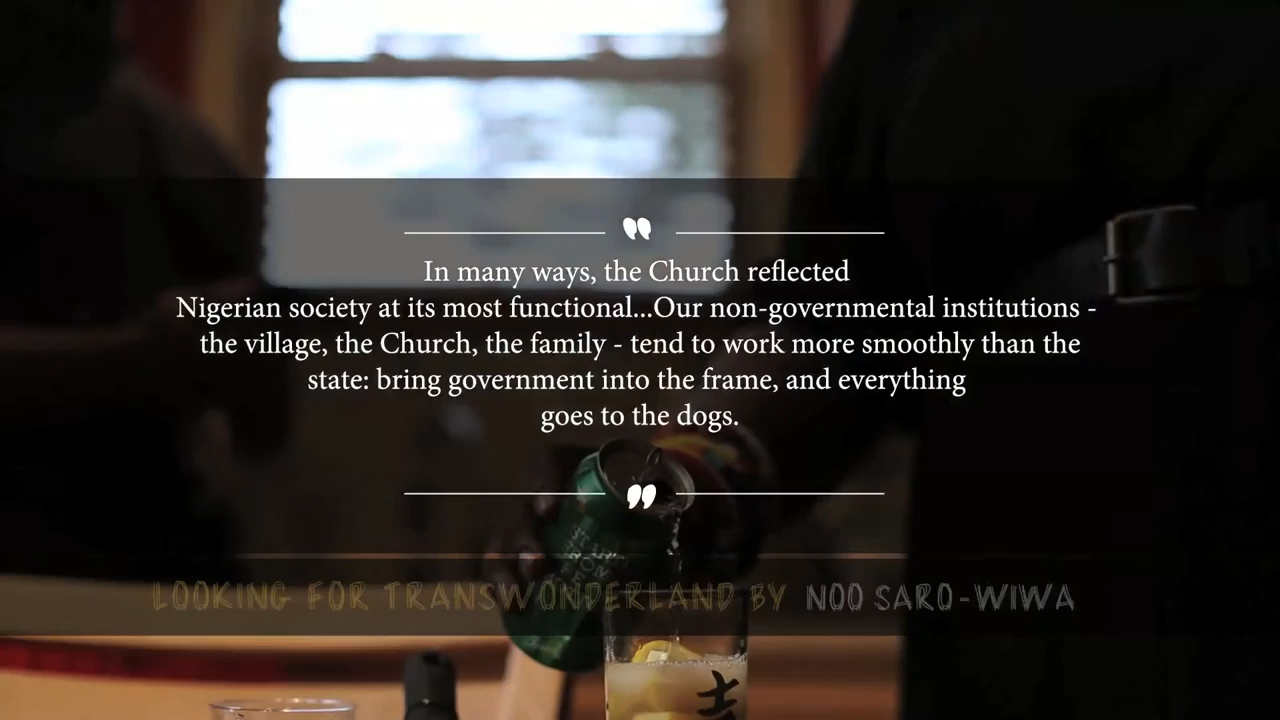 In many ways, the Church reflected
Nigerian society at its most functional...Our non-governmental institutions -
the village, the Church, the family - tend to work more smoothly than the
state: bring government into the frame, and everything
goes to the dogs.
LOOKING FOR TRANSWONDERLAND BY NOO SARO-WIWA
士